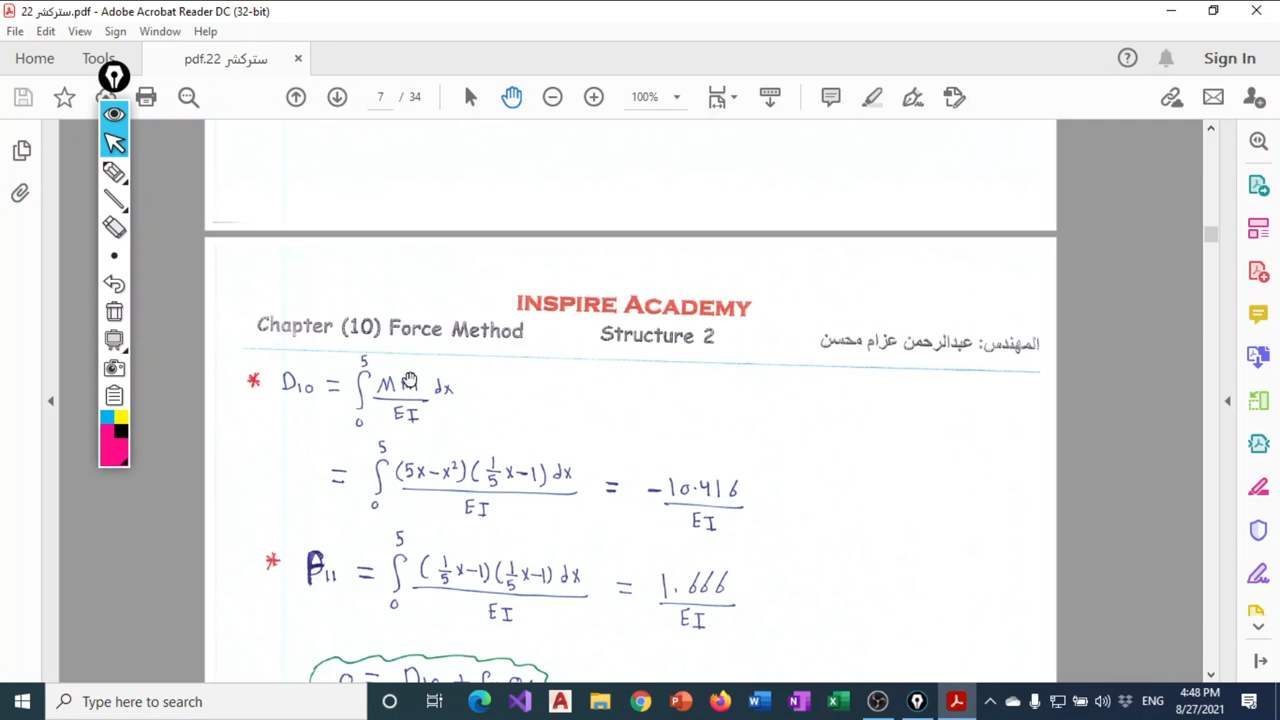 22 ستركشر.pdf - Adobe Acrobat Reader DC (32-bit)
File Edit View Sign Window Help
Home Tools 22 ستركشر.pdf Sign In
7 / 34 100%
INSPIRE ACADEMY
Chapter (10) Force Method Structure 2 المهندس: عبدالرحمن عزام محسن
* D₁₀ = ∫₀⁵ M m / EI dx
= ∫₀⁵ (5x-x²)(1/5 x-1) dx / EI = -10.416 / EI
* f₁₁ = ∫₀⁵ (1/5 x-1)(1/5 x-1) dx / EI = 1.666 / EI
Type here to search
ENG
4:48 PM
8/27/2021